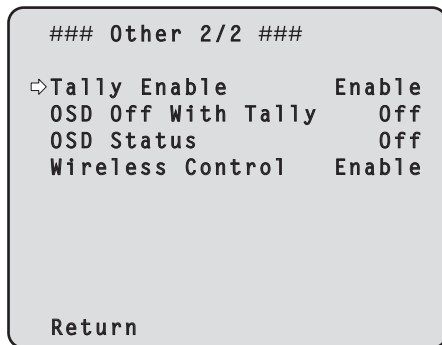 ### Other 2/2 ###
⇨Tally Enable Enable
OSD Off With Tally Off
OSD Status Off
Wireless Control Enable
Return